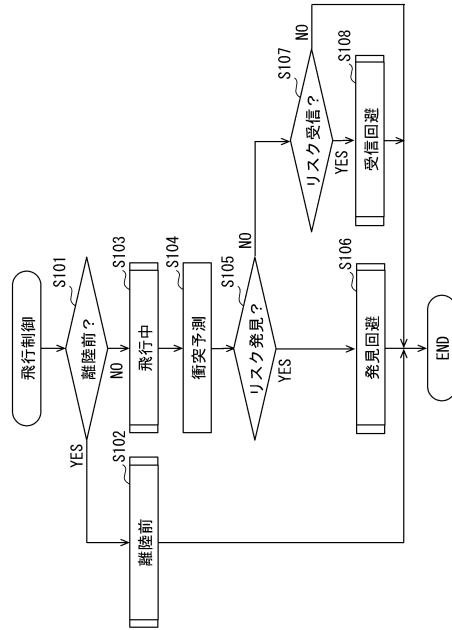 飛行制御
S101
離陸前?
YES
NO
S102
離陸前
S103
飛行中
S104
衝突予測
S105
リスク発見?
NO
YES
S107
リスク受信?
NO
YES
S106
発見回避
S108
受信回避
END